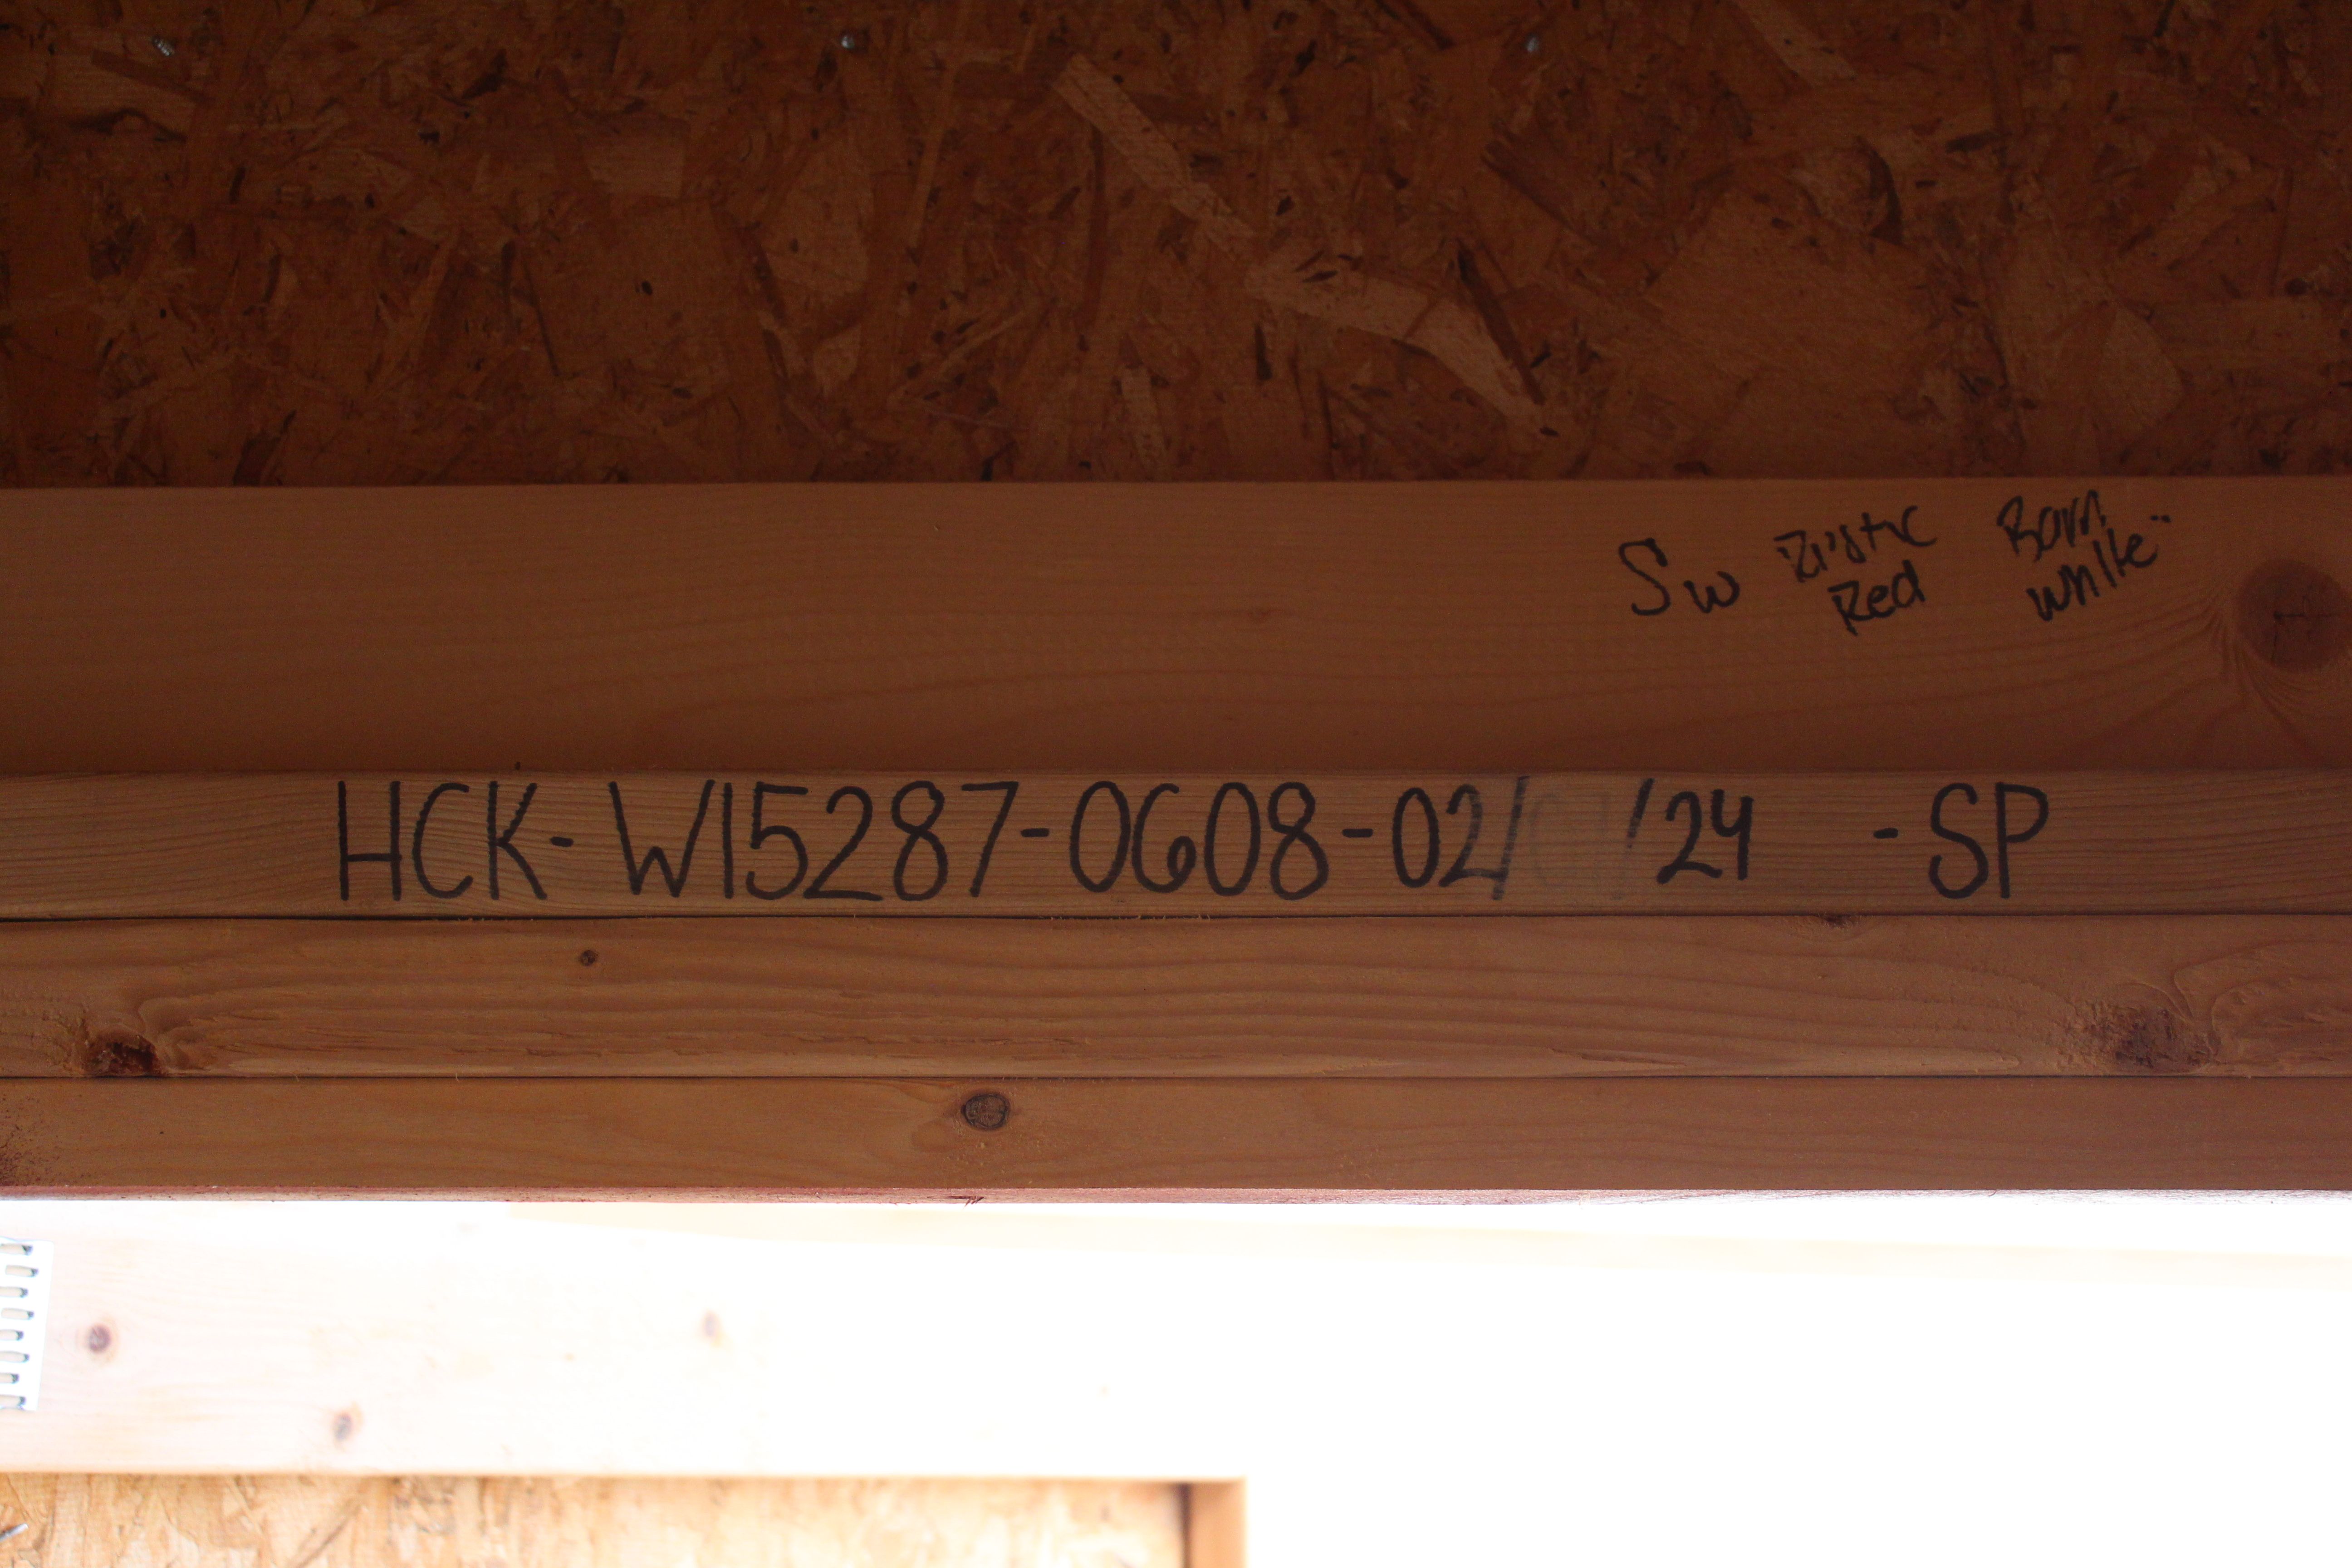 Sw Rustic Barn
Red White
HCK-W15287-0608-02/ /24 -SP